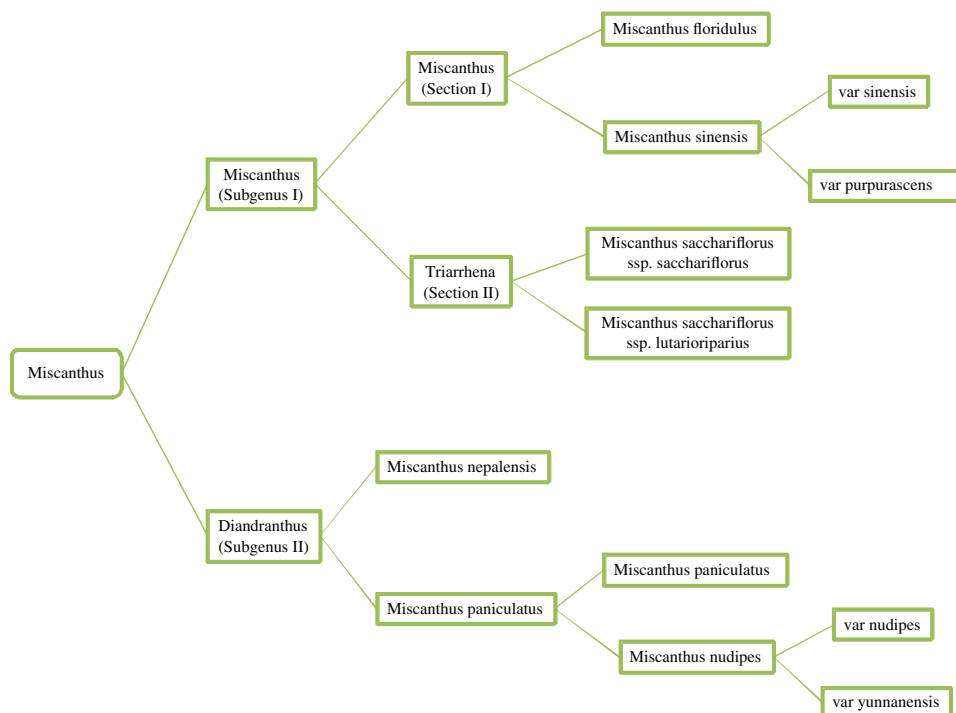 Miscanthus floridulus
Miscanthus
(Section I)
var sinensis
Miscanthus sinensis
Miscanthus
(Subgenus I)
var purpurascens
Miscanthus sacchariflorus
ssp. sacchariflorus
Triarrhena
(Section II)
Miscanthus sacchariflorus
ssp. lutarioriparius
Miscanthus
Miscanthus nepalensis
Diandranthus
(Subgenus II)
Miscanthus paniculatus
Miscanthus paniculatus
var nudipes
Miscanthus nudipes
var yunnanensis